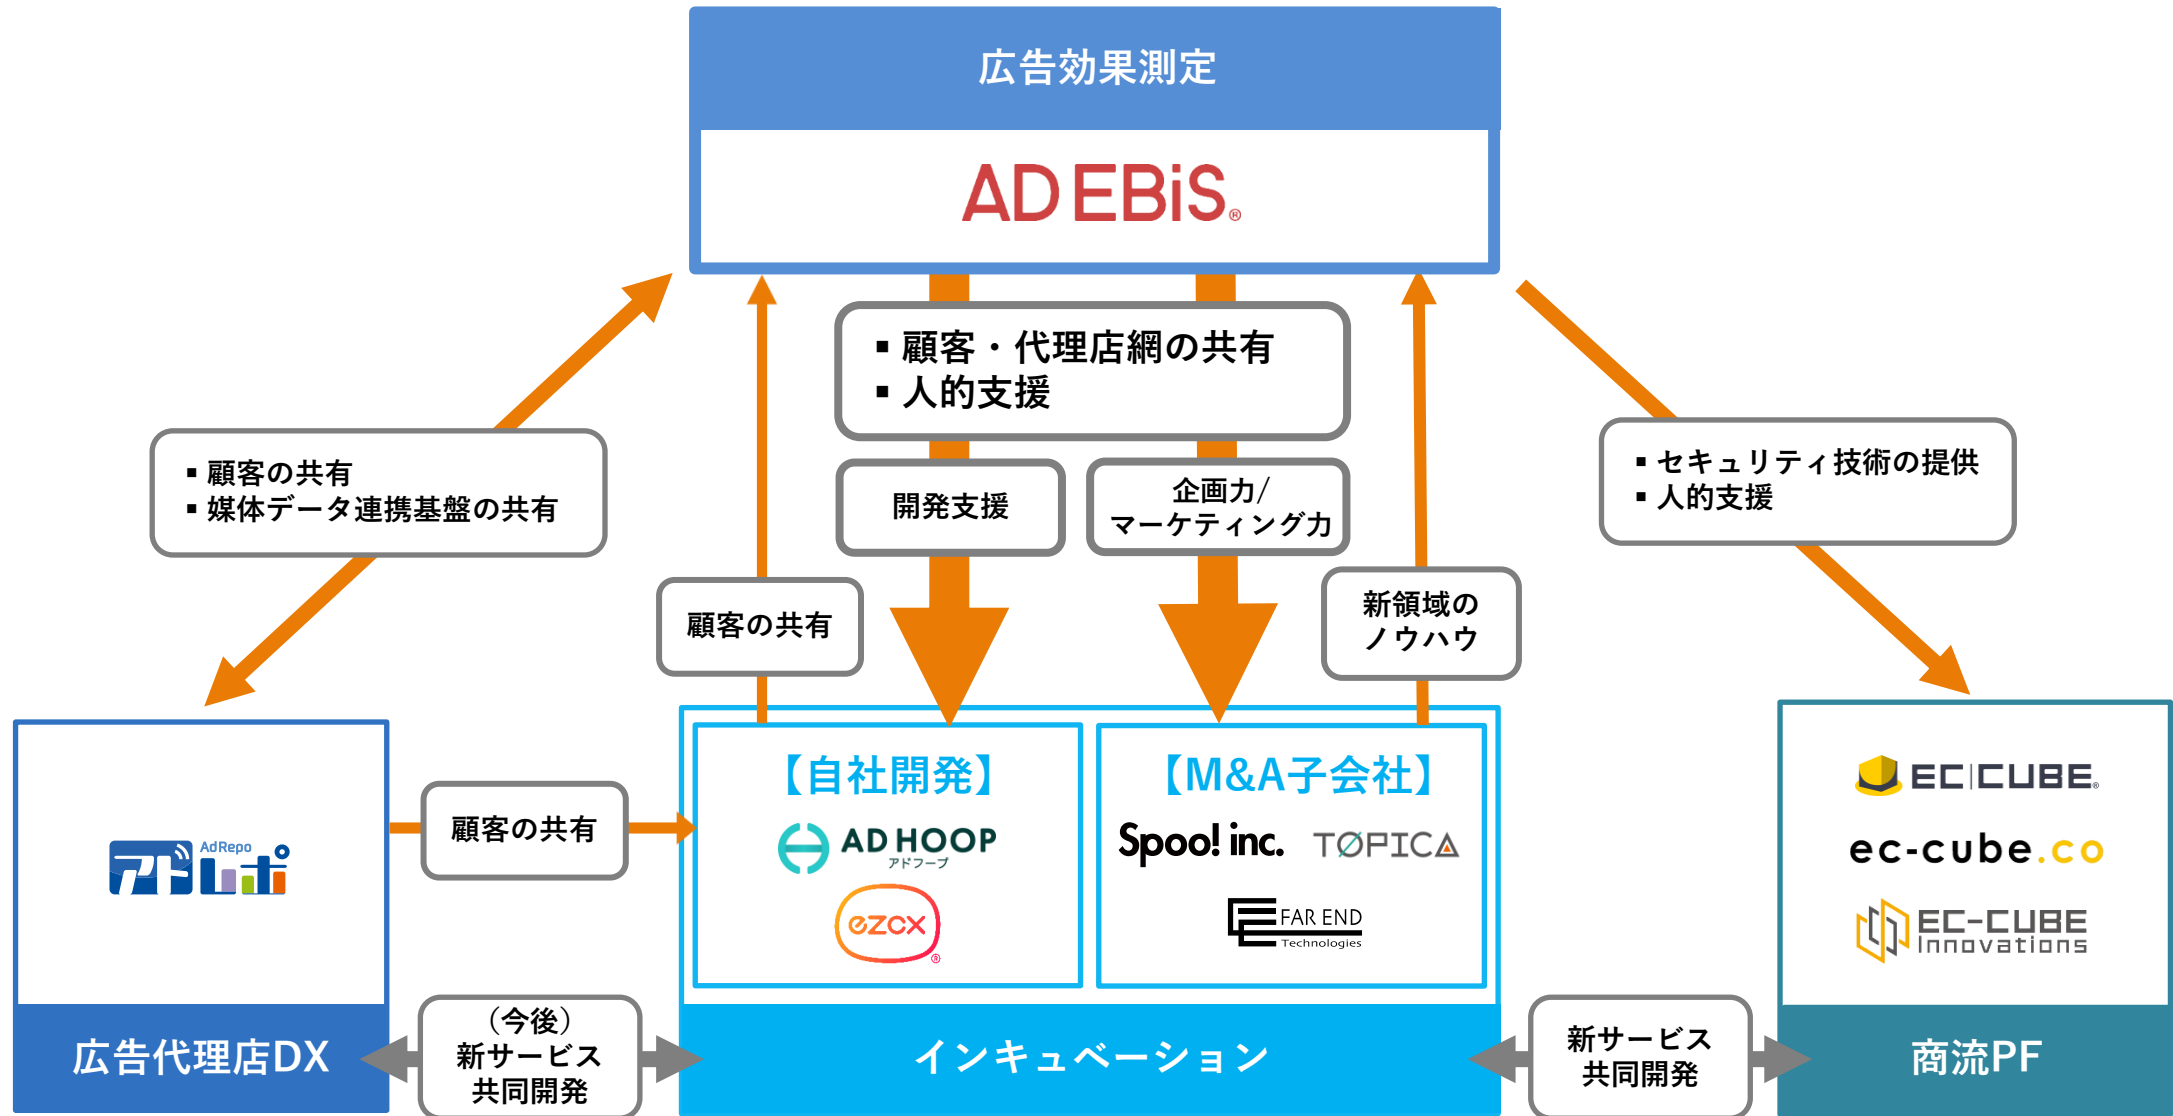 広告効果測定
AD EBiS®
▪ 顧客・代理店網の共有
▪ 人的支援
▪ 顧客の共有
▪ 媒体データ連携基盤の共有
開発支援
企画力/
マーケティング力
▪ セキュリティ技術の提供
▪ 人的支援
顧客の共有
新領域の
ノウハウ
アドレポ
AdRepo
顧客の共有
【自社開発】
AD HOOP
アドフープ
ezcx®
【M&A子会社】
Spoo! inc.
TOPICA
FAR END
Technologies
EC CUBE®
ec-cube.co
EC-CUBE
Innovations
広告代理店DX
（今後）
新サービス
共同開発
インキュベーション
新サービス
共同開発
商流PF